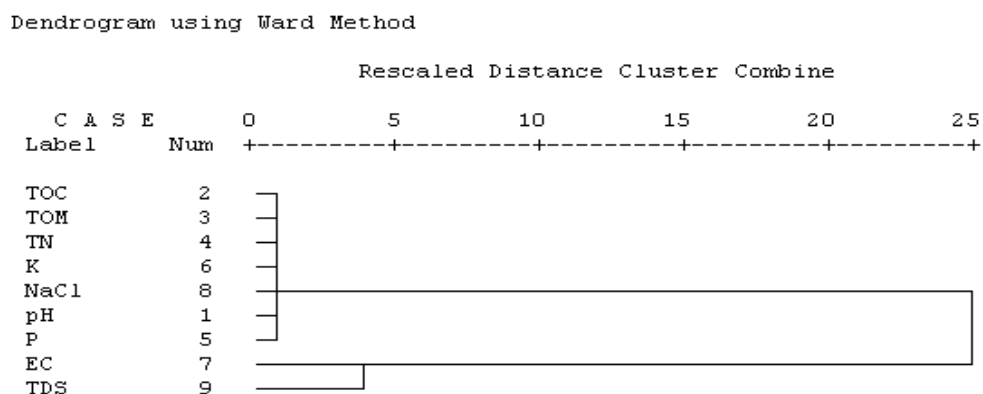 Dendrogram using Ward Method
Rescaled Distance Cluster Combine
C A S E 0 5 10 15 20 25
Label Num +---------+---------+---------+---------+---------+
TOC 2
TOM 3
TN 4
K 6
NaCl 8
pH 1
P 5
EC 7
TDS 9